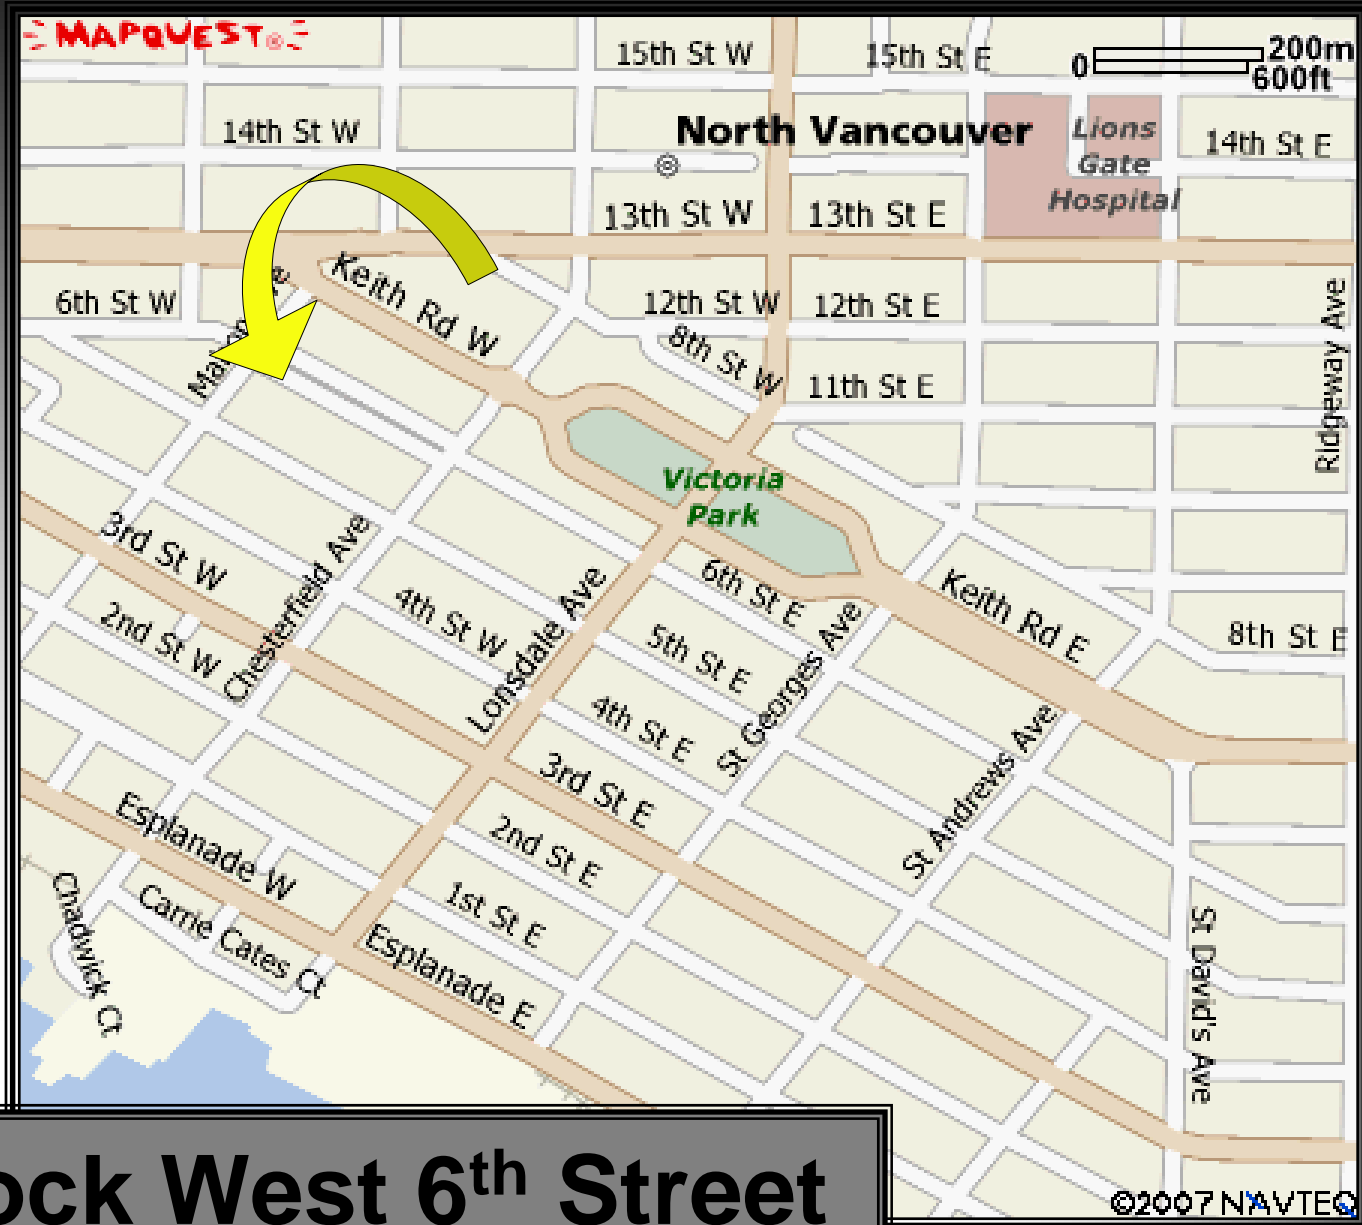 MAPQUEST®
15th St W
15th St E
0
200m
600ft
14th St W
North Vancouver
Lions
Gate
Hospital
14th St E
13th St W
13th St E
Keith Rd W
6th St W
12th St W
12th St E
8th St W
11th St E
Ridgeway Ave
Victoria
Park
3rd St W
Chesterfield Ave
4th St W
Lonsdale Ave
6th St E
Keith Rd E
2nd St W
5th St E
St Georges Ave
8th St E
4th St E
St Andrews Ave
3rd St E
Esplanade W
2nd St E
Chadwick Ct
Carrie Cates Ct
1st St E
Esplanade E
St David's Ave
ock West 6th Street
©2007 NAVTEQ